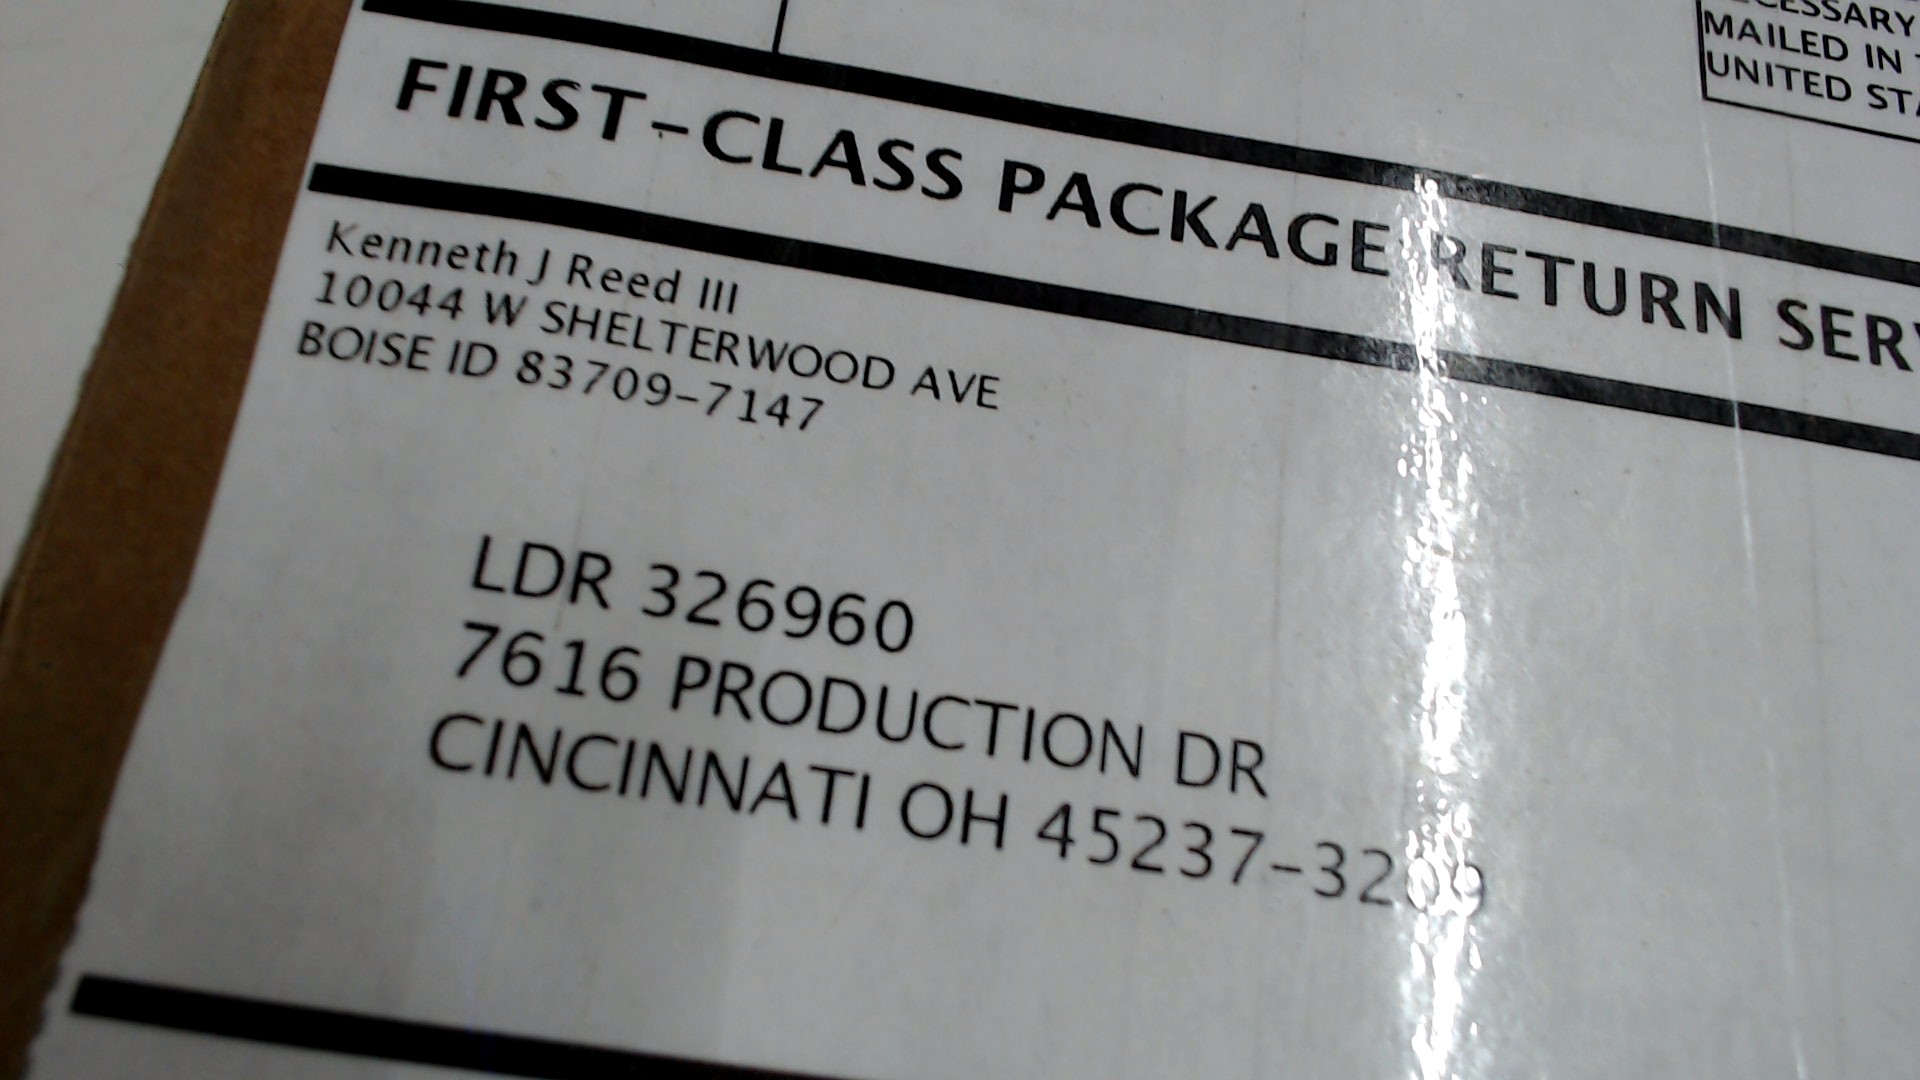 MAILED IN
UNITED
FIRST-CLASS PACKAGE RETURN
Kenneth J Reed III
10044 W SHELTERWOOD AVE
BOISE ID 83709-7147
LDR 326960
7616 PRODUCTION DR
CINCINNATI OH